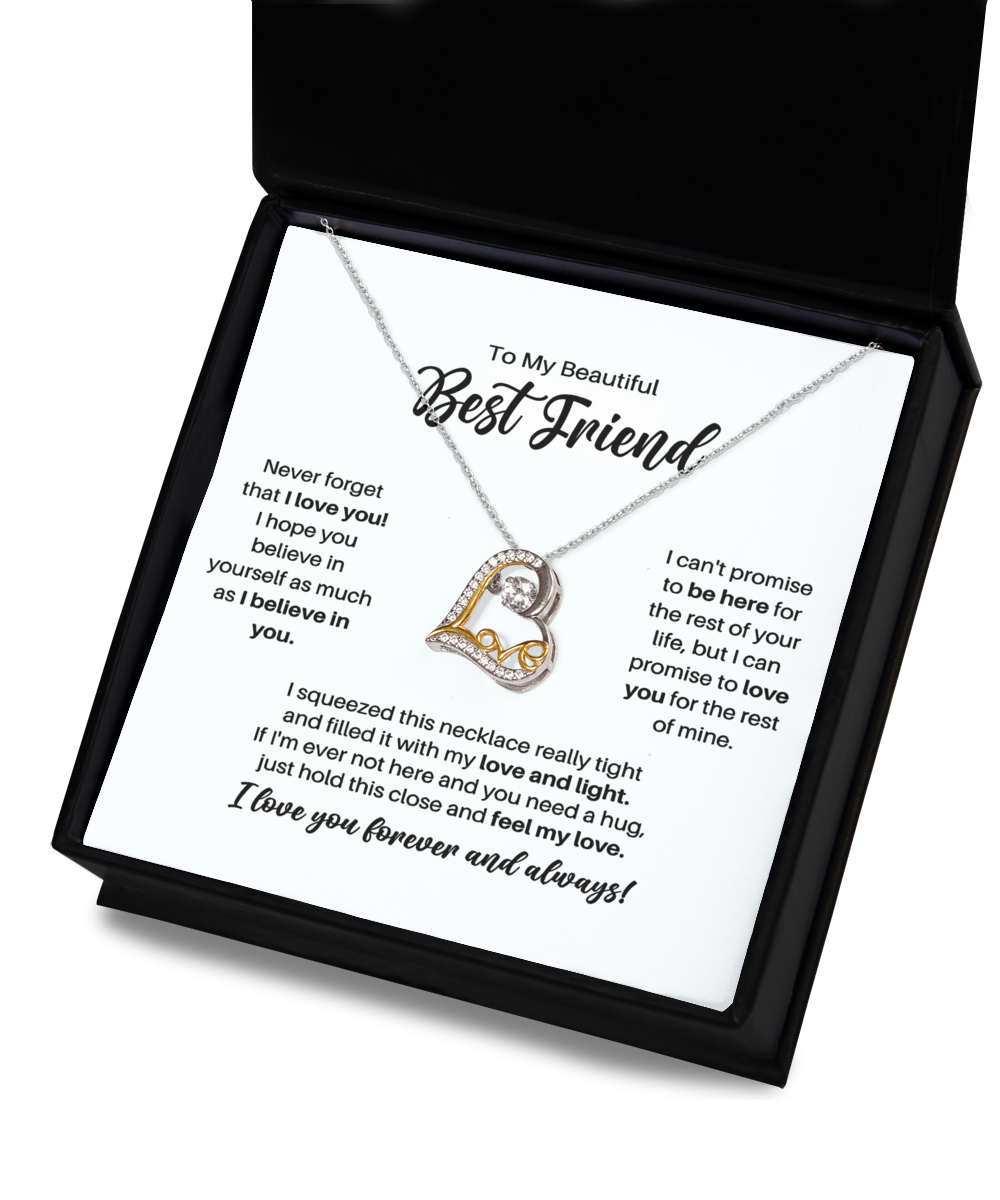 To My Beautiful
Best Friend
Never forget
that I love you!
I hope you
believe in
yourself as much
as I believe in
you.
I can't promise
to be here for
the rest of your
life, but I can
promise to love
you for the rest
of mine.
Love
I squeezed this necklace really tight
and filled it with my love and light.
If I'm ever not here and you need a hug,
just hold this close and feel my love.
I love you forever and always!